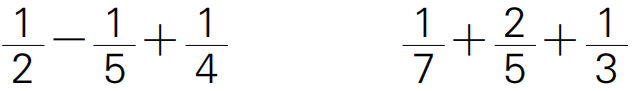 1/2 − 1/5 + 1/4 1/7 + 2/5 + 1/3